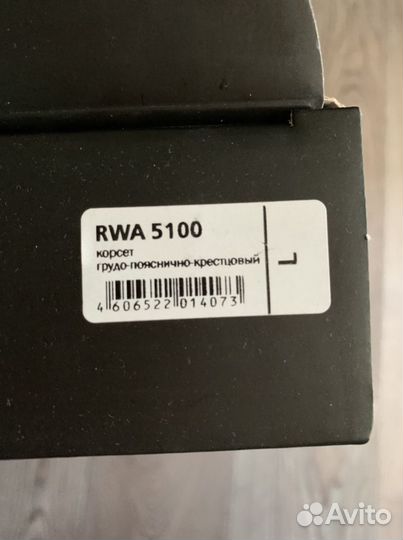 RWA 5100
корсет
грудо-пояснично-крестцовый
L
4 606522 014073
Avito